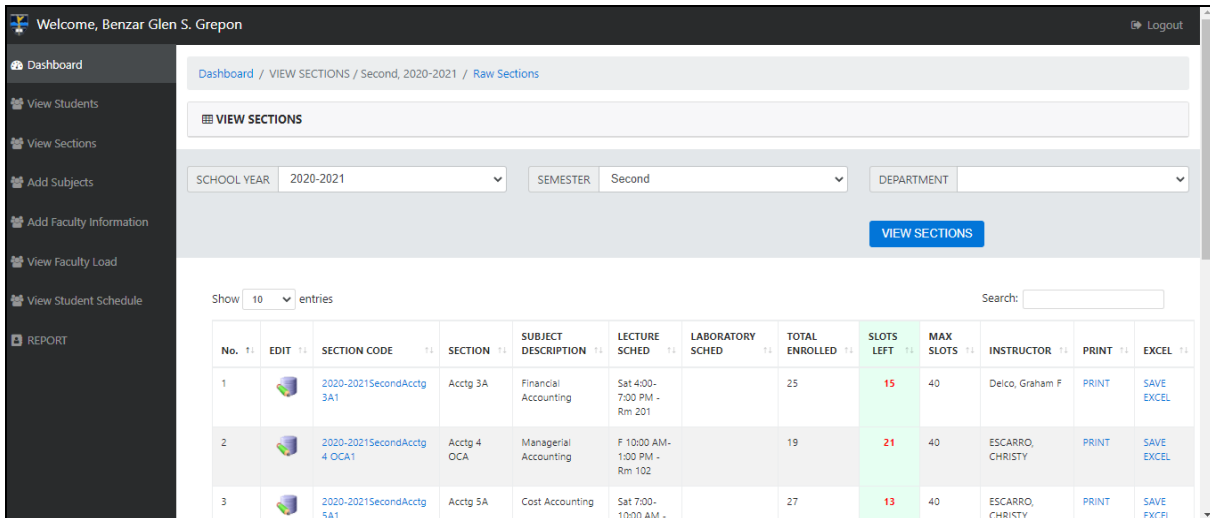 Welcome, Benzar Glen S. Grepon
Logout
Dashboard
View Students
View Sections
Add Subjects
Add Faculty Information
View Faculty Load
View Student Schedule
REPORT
Dashboard / VIEW SECTIONS / Second, 2020-2021 / Raw Sections
VIEW SECTIONS
SCHOOL YEAR 2020-2021 SEMESTER Second DEPARTMENT
VIEW SECTIONS
Show 10 entries Search:
No. EDIT SECTION CODE SECTION SUBJECT DESCRIPTION LECTURE SCHED LABORATORY SCHED TOTAL ENROLLED SLOTS LEFT MAX SLOTS INSTRUCTOR PRINT EXCEL
1 2020-2021SecondAcctg 3A1 Acctg 3A Financial Accounting Sat 4:00-7:00 PM - Rm 201 25 15 40 Deico, Graham F PRINT SAVE EXCEL
2 2020-2021SecondAcctg 4 OCA1 Acctg 4 OCA Managerial Accounting F 10:00 AM-1:00 PM - Rm 102 19 21 40 ESCARRO, CHRISTY PRINT SAVE EXCEL
3 2020-2021SecondAcctg 5A1 Acctg 5A Cost Accounting Sat 7:00-10:00 AM - 27 13 40 ESCARRO, CHRISTY PRINT SAVE EXCEL